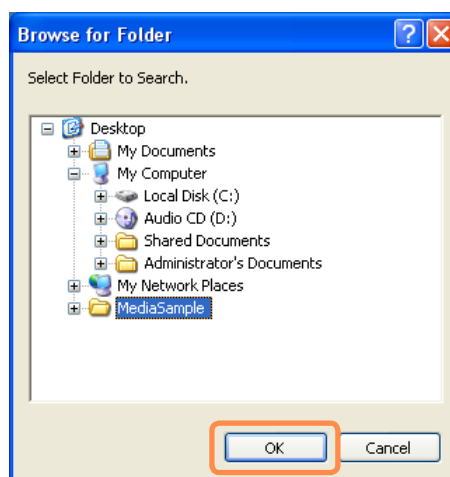 Browse for Folder
Select Folder to Search.
Desktop
My Documents
My Computer
Local Disk (C:)
Audio CD (D:)
Shared Documents
Administrator's Documents
My Network Places
MediaSample
OK Cancel